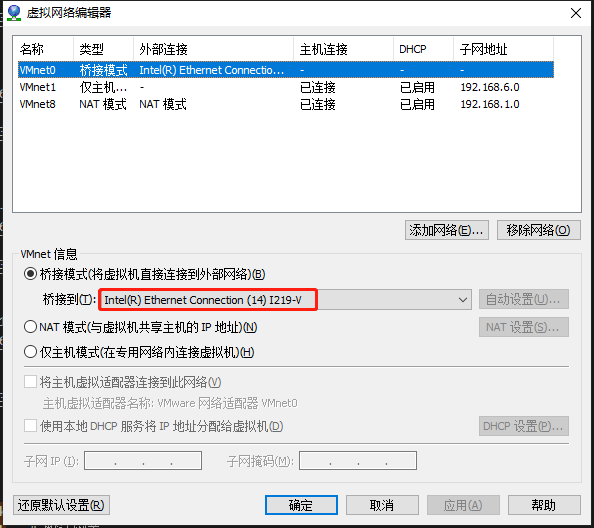 虚拟网络编辑器
名称 类型 外部连接 主机连接 DHCP 子网地址
VMnet0 桥接模式 Intel(R) Ethernet Connectio... - - -
VMnet1 仅主机... - 已连接 已启用 192.168.6.0
VMnet8 NAT 模式 NAT 模式 已连接 已启用 192.168.1.0
添加网络(E)... 移除网络(O)
VMnet 信息
桥接模式(将虚拟机直接连接到外部网络)(B)
桥接到(T): Intel(R) Ethernet Connection (14) I219-V 自动设置(U)...
NAT 模式(与虚拟机共享主机的 IP 地址)(N) NAT 设置(S)...
仅主机模式(在专用网络内连接虚拟机)(H)
将主机虚拟适配器连接到此网络(V)
主机虚拟适配器名称: VMware 网络适配器 VMnet0
使用本地 DHCP 服务将 IP 地址分配给虚拟机(D) DHCP 设置(P)...
子网 IP (I): . . . 子网掩码(M): . . .
还原默认设置(R) 确定 取消 应用(A) 帮助